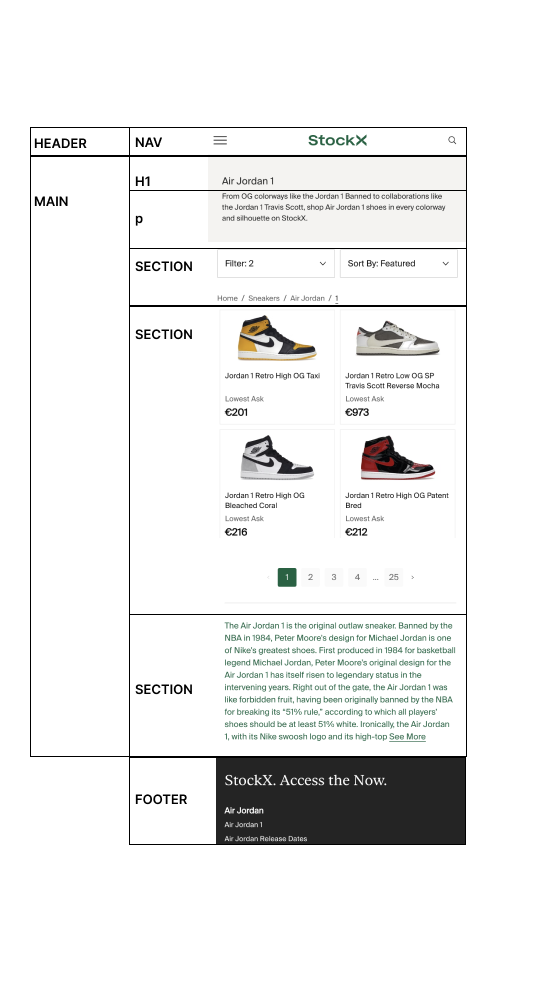 HEADER
NAV
StockX
MAIN
H1
Air Jordan 1
p
From OG colorways like the Jordan 1 Banned to collaborations like
the Jordan 1 Travis Scott, shop Air Jordan 1 shoes in every colorway
and silhouette on StockX.
SECTION
Filter: 2
Sort By: Featured
Home / Sneakers / Air Jordan / 1
SECTION
Jordan 1 Retro High OG Taxi
Lowest Ask
€201
Jordan 1 Retro Low OG SP
Travis Scott Reverse Mocha
Lowest Ask
€973
Jordan 1 Retro High OG
Bleached Coral
Lowest Ask
€216
Jordan 1 Retro High OG Patent
Bred
Lowest Ask
€212
‹ 1 2 3 4 ... 25 ›
SECTION
The Air Jordan 1 is the original outlaw sneaker. Banned by the
NBA in 1984, Peter Moore's design for Michael Jordan is one
of Nike's greatest shoes. First produced in 1984 for basketball
legend Michael Jordan, Peter Moore's original design for the
Air Jordan 1 has itself risen to legendary status in the
intervening years. Right out of the gate, the Air Jordan 1 was
like forbidden fruit, having been originally banned by the NBA
for breaking its “51% rule,” according to which all players'
shoes should be at least 51% white. Ironically, the Air Jordan
1, with its Nike swoosh logo and its high-top See More
FOOTER
StockX. Access the Now.
Air Jordan
Air Jordan 1
Air Jordan Release Dates